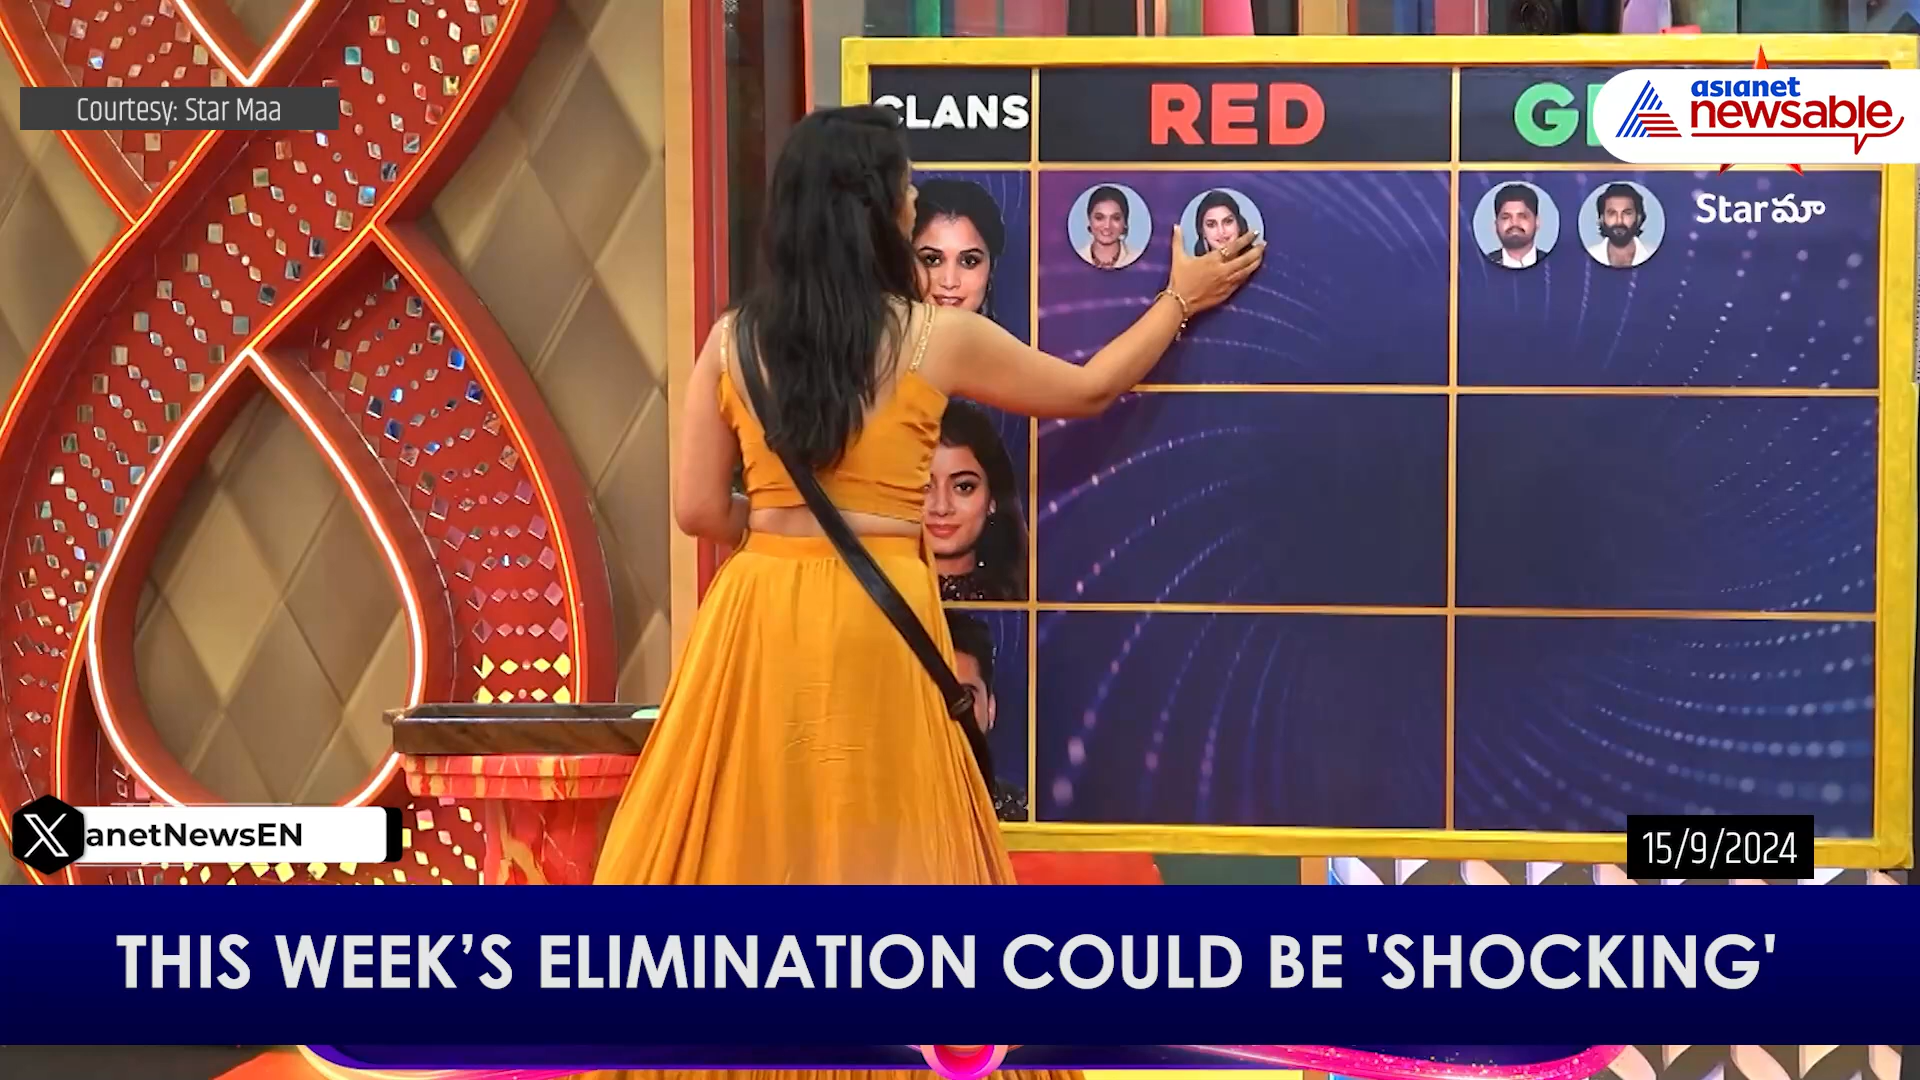 Courtesy: Star Maa
CLANS
RED
G
asianet
newsable
Starమా
anetNewsEN
15/9/2024
THIS WEEK'S ELIMINATION COULD BE 'SHOCKING'